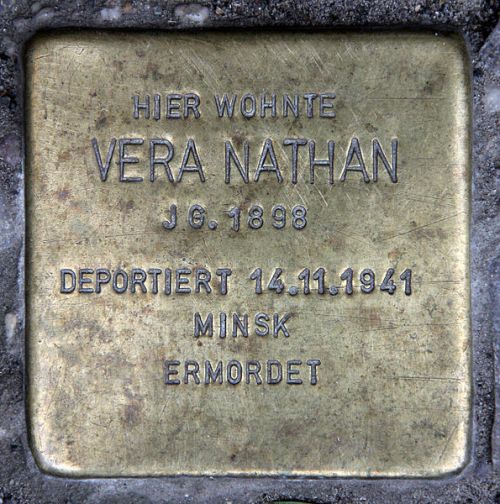 HIER WOHNTE
VERA NATHAN
JG. 1898
DEPORTIERT 14.11.1941
MINSK
ERMORDET